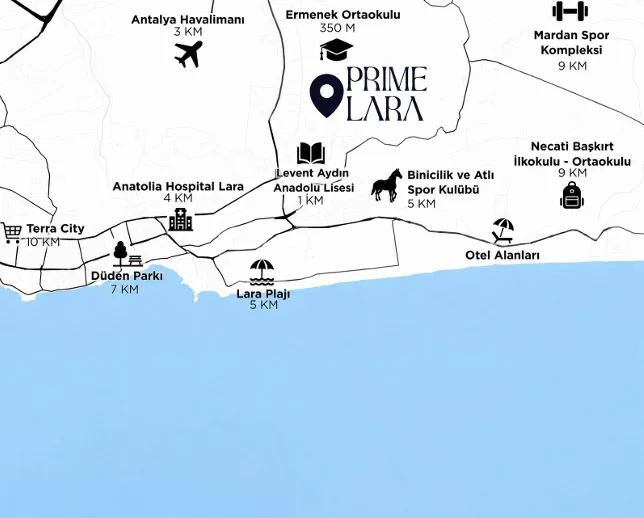 Antalya Havalimanı
3 KM
Ermenek Ortaokulu
350 M
Mardan Spor
Kompleksi
9 KM
PRIME
LARA
Necati Başkırt
İlkokulu - Ortaokulu
9 KM
Levent Aydın
Anadolu Lisesi
1 KM
Binicilik ve Atlı
Spor Kulübü
5 KM
Anatolia Hospital Lara
4 KM
Terra City
10 KM
Otel Alanları
Düden Parkı
7 KM
Lara Plajı
5 KM